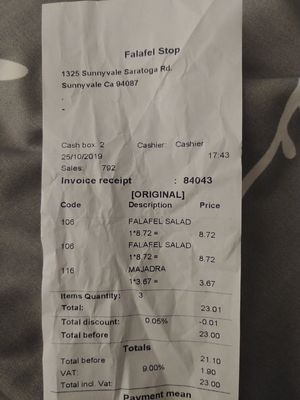 Falafel Stop
1325 Sunnyvale Saratoga Rd.
Sunnyvale Ca 94087
.
-
Cash box: 2 Cashier: Cashier
25/10/2019 17:43
Sales: 702
Invoice receipt : 84043
[ORIGINAL]
Code Description Price
106 FALAFEL SALAD
1*8.72 = 8.72
106 FALAFEL SALAD
1*8.72 = 8.72
116 MAJADRA
1*3.67 = 3.67
Items Quantity: 3
Total: 23.01
Total discount: 0.05% -0.01
Total before 23.00
Totals
Total before 21.10
VAT: 9.00% 1.90
Total incl. Vat: 23.00
Payment mean